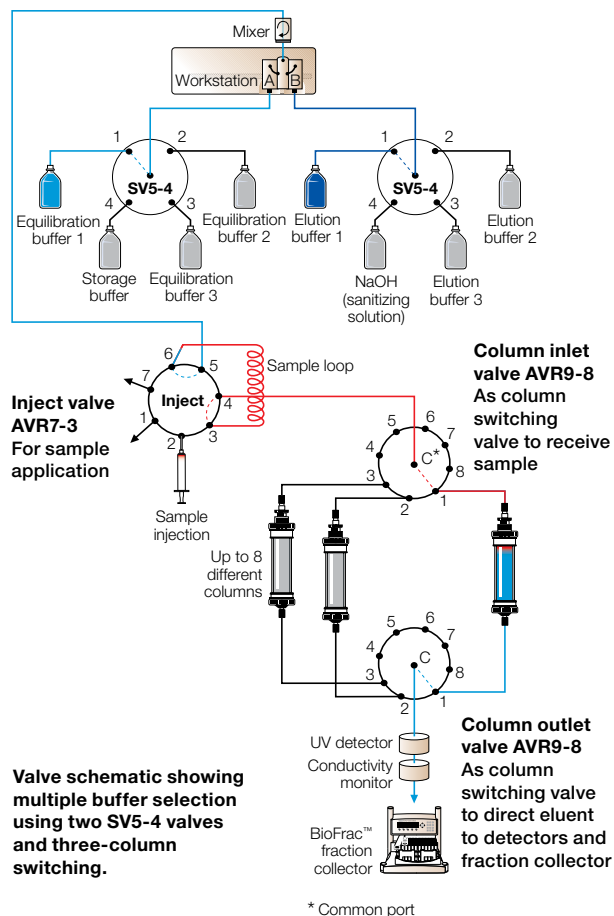 Mixer
Workstation
A
B
1
2
SV5-4
4
3
Equilibration
buffer 1
Equilibration
buffer 2
Storage
buffer
Equilibration
buffer 3
1
2
SV5-4
4
3
Elution
buffer 1
Elution
buffer 2
NaOH
(sanitizing
solution)
Elution
buffer 3
6
5
7
Inject
4
1
2
3
Sample loop
Inject valve
AVR7-3
For sample
application
Sample
injection
Column inlet
valve AVR9-8
As column
switching
valve to receive
sample
6
5
7
4
C*
8
3
2
1
Up to 8
different
columns
6
5
7
4
C
8
3
2
1
UV detector
Conductivity
monitor
BioFrac™
fraction
collector
Column outlet
valve AVR9-8
As column
switching valve
to direct eluent
to detectors and
fraction collector
Valve schematic showing
multiple buffer selection
using two SV5-4 valves
and three-column
switching.
* Common port